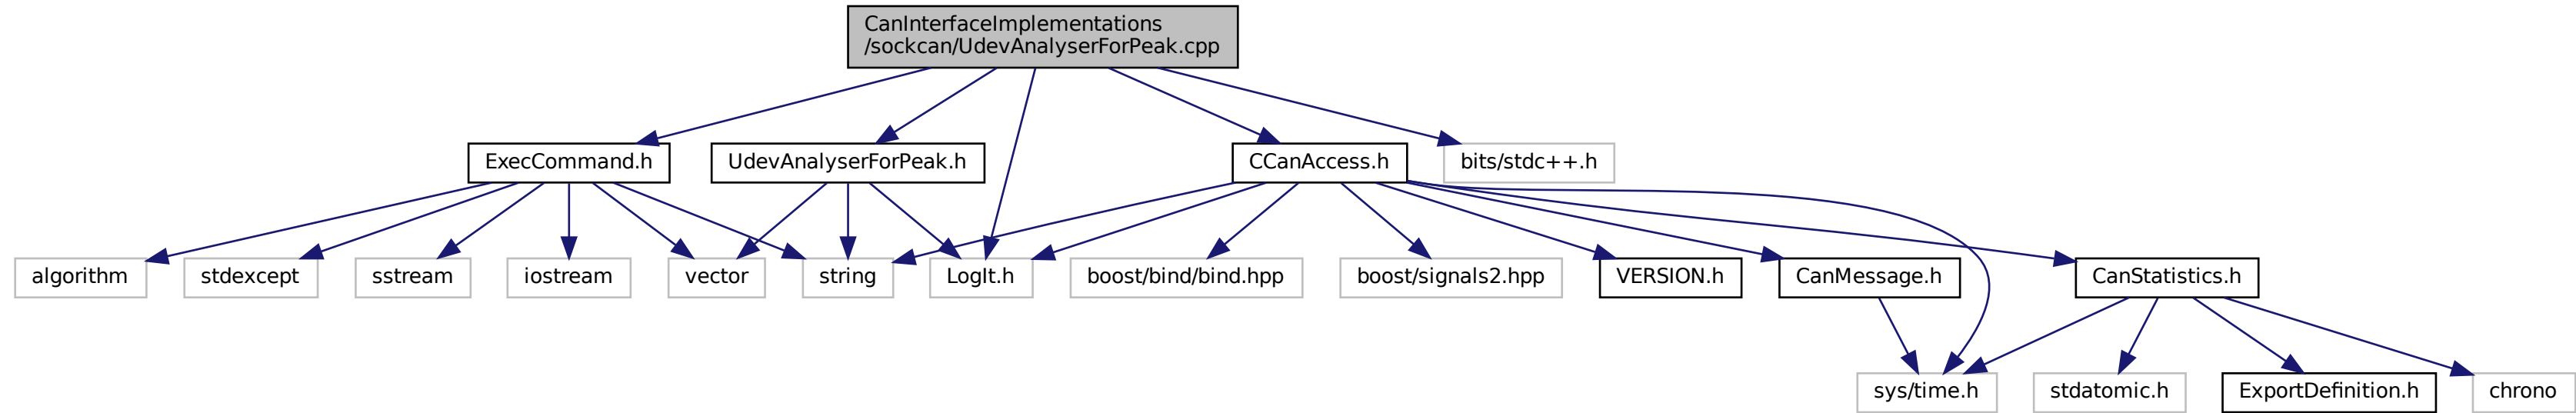 CanInterfaceImplementations
/sockcan/UdevAnalyserForPeak.cpp
ExecCommand.h
UdevAnalyserForPeak.h
CCanAccess.h
bits/stdc++.h
algorithm
stdexcept
sstream
iostream
vector
string
LogIt.h
boost/bind/bind.hpp
boost/signals2.hpp
VERSION.h
CanMessage.h
CanStatistics.h
sys/time.h
stdatomic.h
ExportDefinition.h
chrono